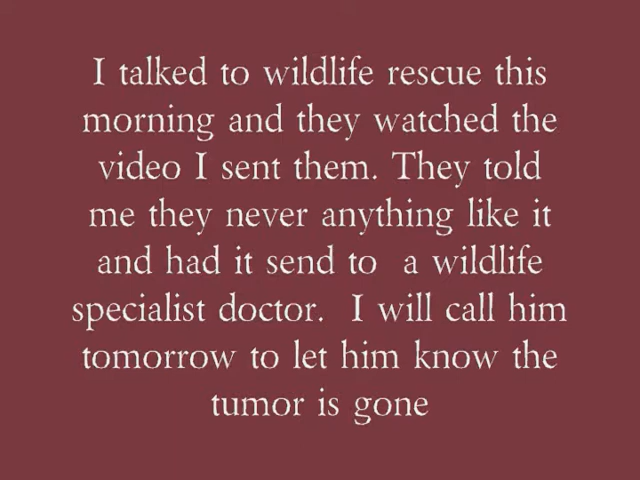 I talked to wildlife rescue this
morning and they watched the
video I sent them. They told
me they never anything like it
and had it send to  a wildlife
specialist doctor.  I will call him
tomorrow to let him know the
tumor is gone